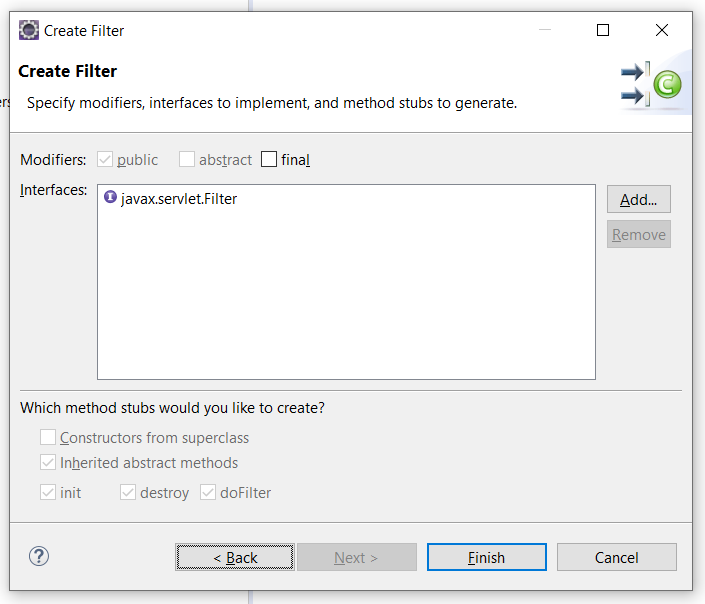 Create Filter
Create Filter
Specify modifiers, interfaces to implement, and method stubs to generate.
Modifiers: public abstract final
Interfaces: javax.servlet.Filter Add...
Remove
Which method stubs would you like to create?
Constructors from superclass
Inherited abstract methods
init destroy doFilter
< Back Next > Finish Cancel